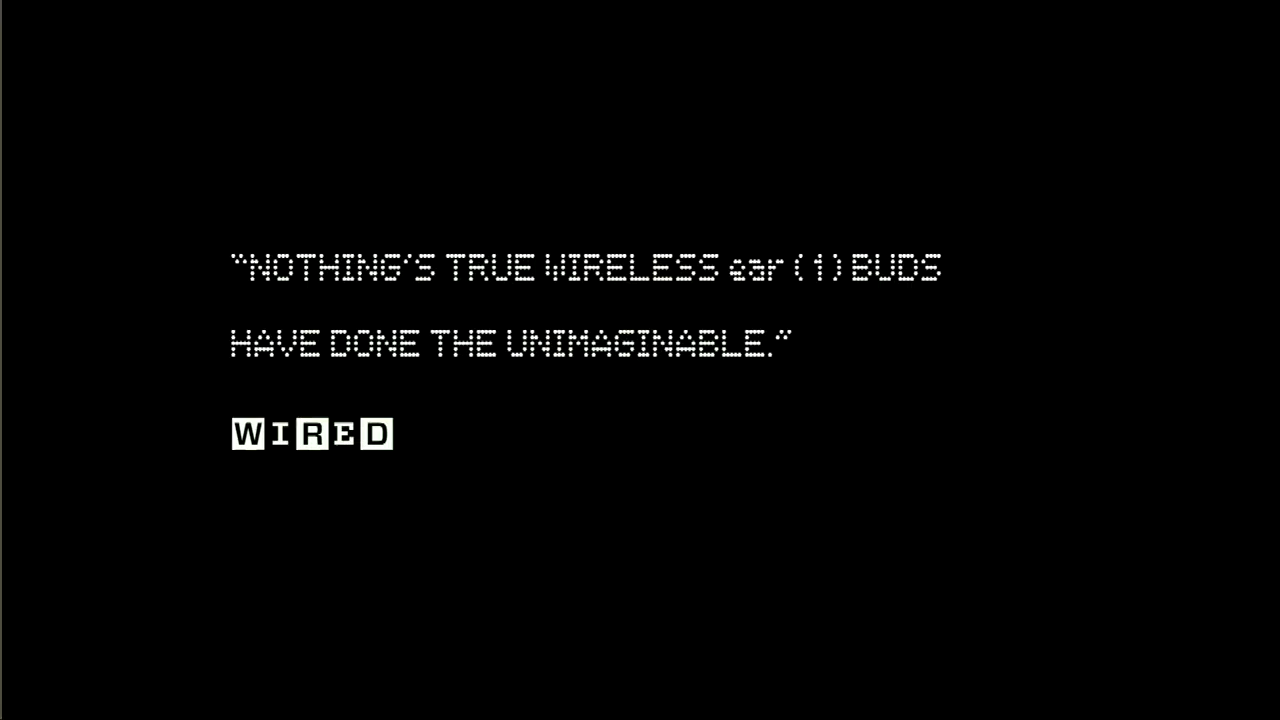 “NOTHING’S TRUE WIRELESS ear (1) BUDS
HAVE DONE THE UNIMAGINABLE.”
WIRED